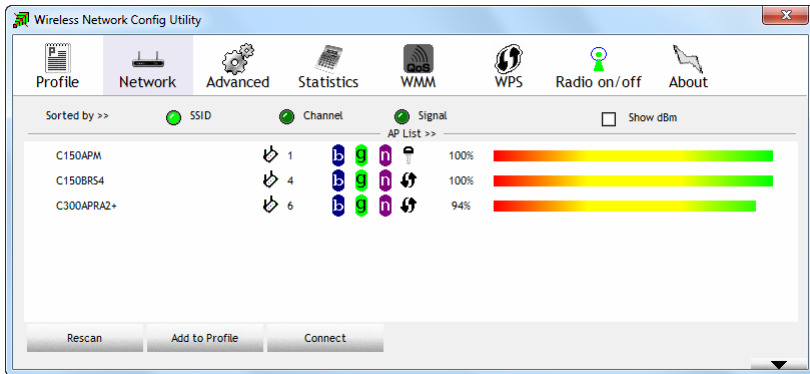 Wireless Network Config Utility
x
Profile Network Advanced Statistics QoS WMM WPS Radio on/off About
Sorted by >> SSID Channel Signal Show dBm
AP List >>
C150APM 1 b g n 100%
C150BRS4 4 b g n 100%
C300APRA2+ 6 b g n 94%
Rescan Add to Profile Connect